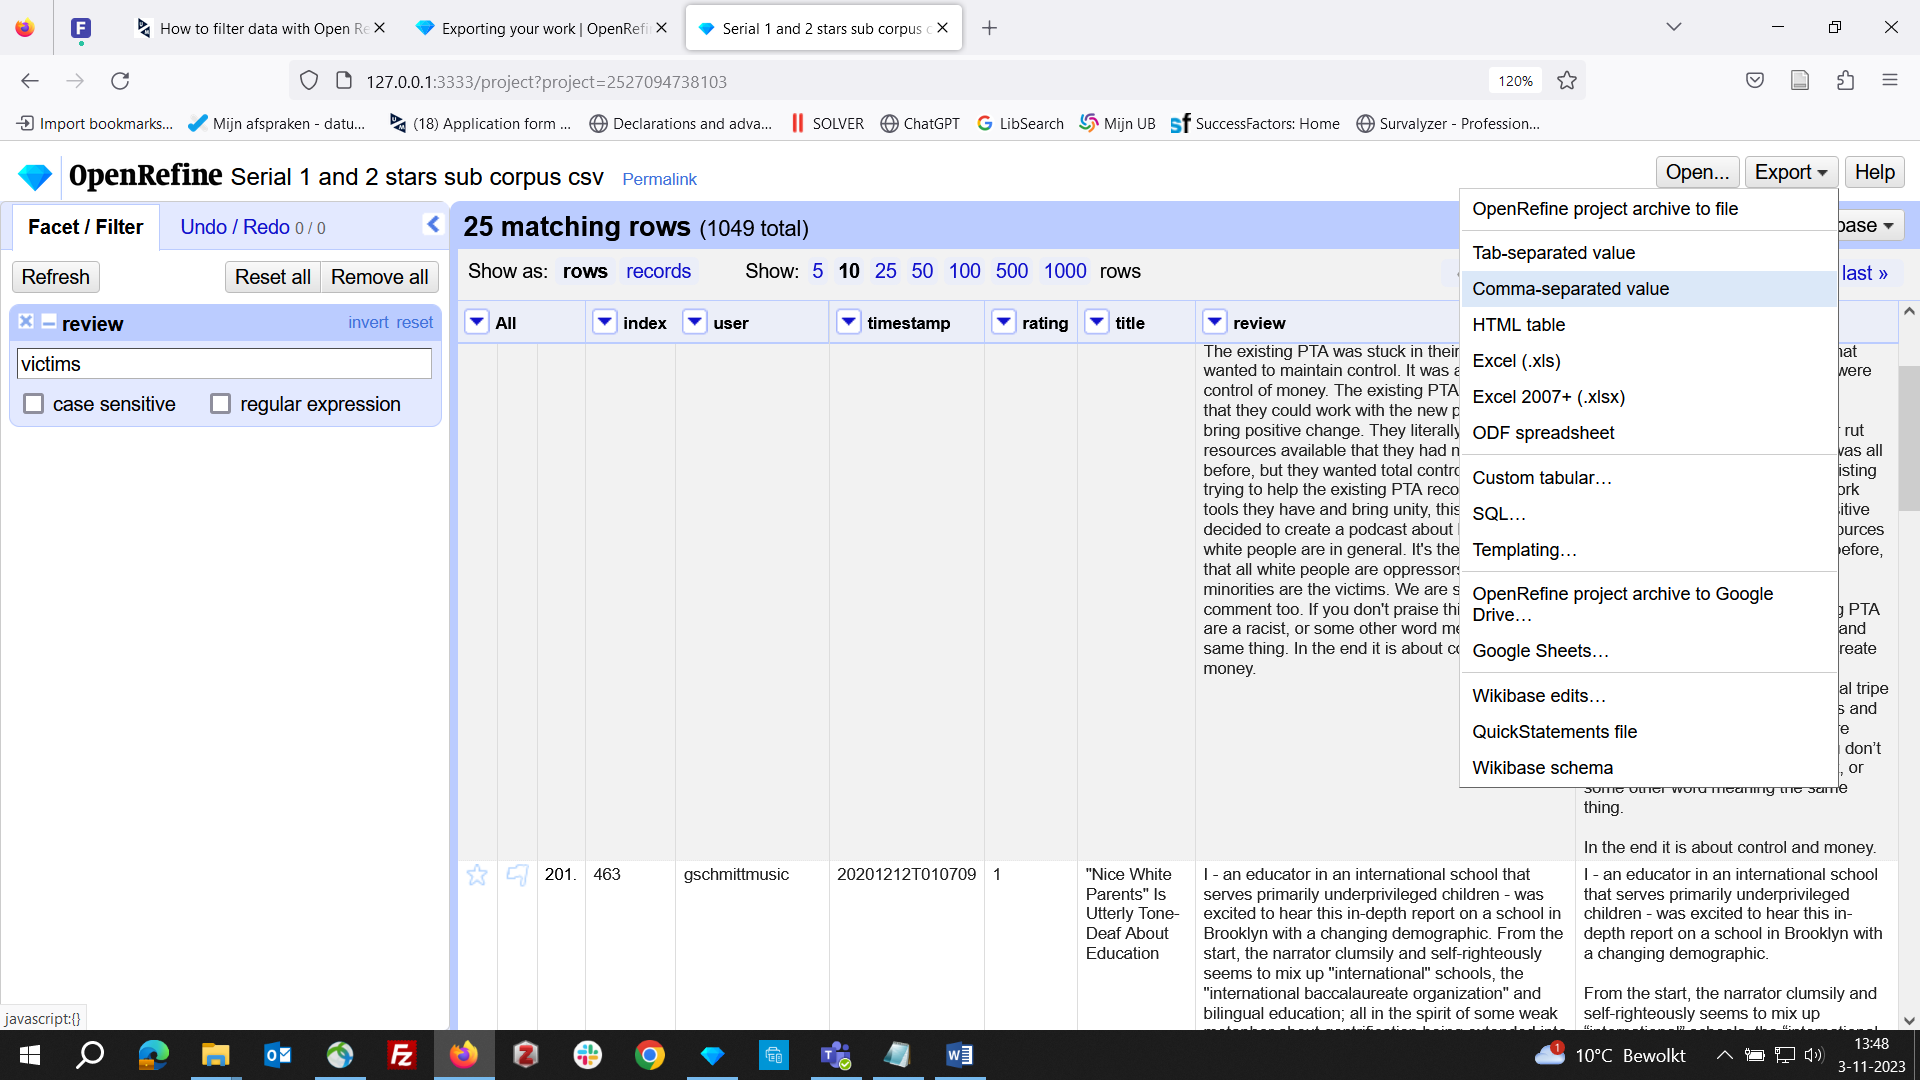 How to filter data with Open Re
Exporting your work | OpenRefi
Serial 1 and 2 stars sub corpus c
127.0.0.1:3333/project?project=2527094738103
120%
Import bookmarks...
Mijn afspraken - datu...
(18) Application form ...
Declarations and adva...
SOLVER
ChatGPT
LibSearch
Mijn UB
SuccessFactors: Home
Survalyzer - Profession...
OpenRefine Serial 1 and 2 stars sub corpus csv Permalink
Open... Export Help
Facet / Filter Undo / Redo 0 / 0
Refresh Reset all Remove all
review invert reset
victims
case sensitive regular expression
25 matching rows (1049 total)
base
Show as: rows records Show: 5 10 25 50 100 500 1000 rows
last »
All index user timestamp rating title review
The existing PTA was stuck in their
wanted to maintain control. It was a
control of money. The existing PTA
that they could work with the new p
bring positive change. They literally
resources available that they had n
before, but they wanted total contro
trying to help the existing PTA reco
tools they have and bring unity, this
decided to create a podcast about
white people are in general. It's the
that all white people are oppressors
minorities are the victims. We are s
comment too. If you don't praise thi
are a racist, or some other word me
same thing. In the end it is about co
money.
OpenRefine project archive to file
Tab-separated value
Comma-separated value
HTML table
Excel (.xls)
Excel 2007+ (.xlsx)
ODF spreadsheet
Custom tabular…
SQL…
Templating…
OpenRefine project archive to Google
Drive…
Google Sheets…
Wikibase edits…
QuickStatements file
Wikibase schema
hat
were
rut
was all
isting
ork
itive
ources
before,
g PTA
and
reate
al tripe
s and
re
don’t
, or
some other word meaning the same
thing.
In the end it is about control and money.
201. 463 gschmittmusic 20201212T010709 1
"Nice White
Parents" Is
Utterly Tone-
Deaf About
Education
I - an educator in an international school that
serves primarily underprivileged children - was
excited to hear this in-depth report on a school in
Brooklyn with a changing demographic. From the
start, the narrator clumsily and self-righteously
seems to mix up "international" schools, the
"international baccalaureate organization" and
bilingual education; all in the spirit of some weak
metaphor about gentrification being extended into
I - an educator in an international school
that serves primarily underprivileged
children - was excited to hear this in-
depth report on a school in Brooklyn with
a changing demographic.
From the start, the narrator clumsily and
self-righteously seems to mix up
“international” schools, the “international
javascript:{}
1
10°C Bewolkt
13:48
3-11-2023